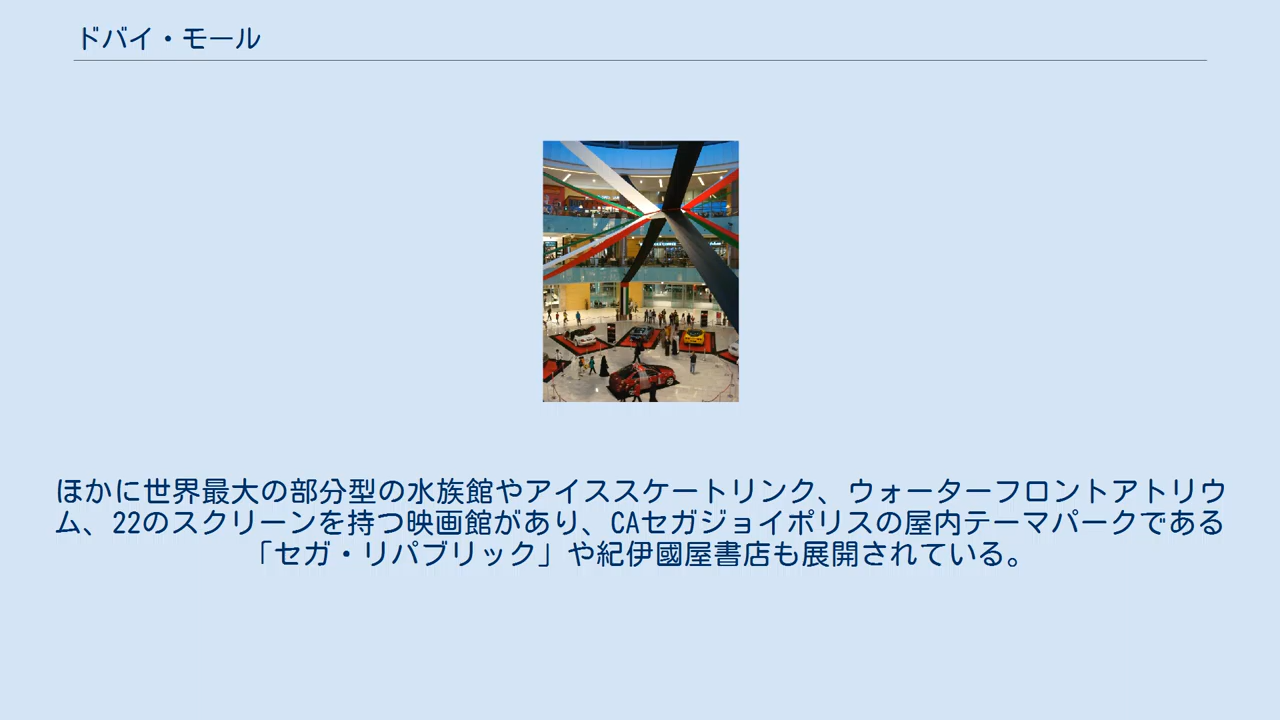 ドバイ・モール
ほかに世界最大の部分型の水族館やアイススケートリンク、ウォーターフロントアトリウ
ム、22のスクリーンを持つ映画館があり、CAセガジョイポリスの屋内テーマパークである
「セガ・リパブリック」や紀伊國屋書店も展開されている。